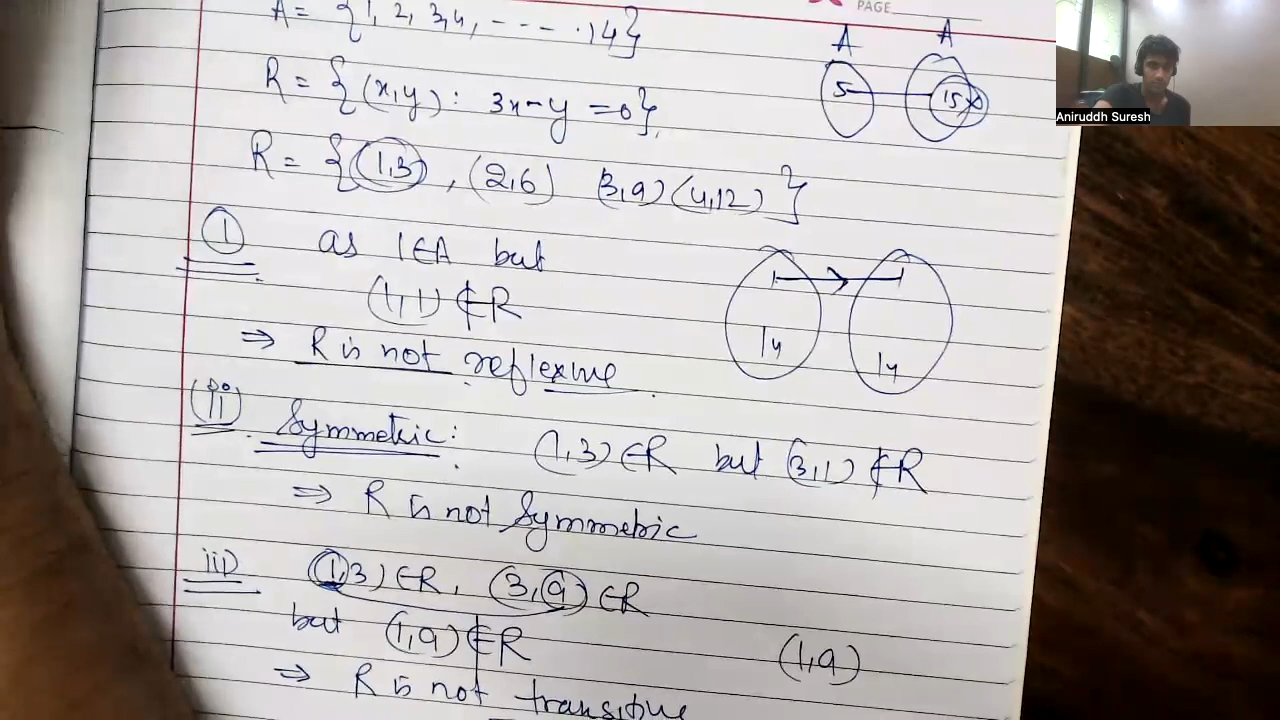 PAGE
A = {1, 2, 3, 4, - - - - . 14}
A A
R = {(x,y) : 3x-y = 0}.
5 15
Aniruddh Suresh
R = {(1,3), (2,6) (3,9) (4,12)}
① as 1∈A but
(1,1) ∉ R
⇒ R is not reflexive.
14 14
(ii) Symmetric: (1,3) ∈R but (3,1) ∉R
⇒ R is not Symmetric
iii) (1,3) ∈R, (3,9) ∈R
but (1,9) ∉R (1,9)
⇒ R is not transitive